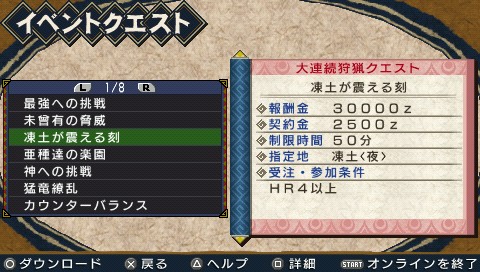 イベントクエスト
L 1/8 R
最強への挑戦
未曾有の脅威
凍土が震える刻
亜種達の楽園
神への挑戦
猛竜繚乱
カウンターバランス
大連続狩猟クエスト
凍土が震える刻
報酬金 30000z
契約金 2500z
制限時間 50分
指定地 凍土<夜>
受注・参加条件
HR4以上
ダウンロード 戻る ヘルプ 詳細 START オンラインを終了